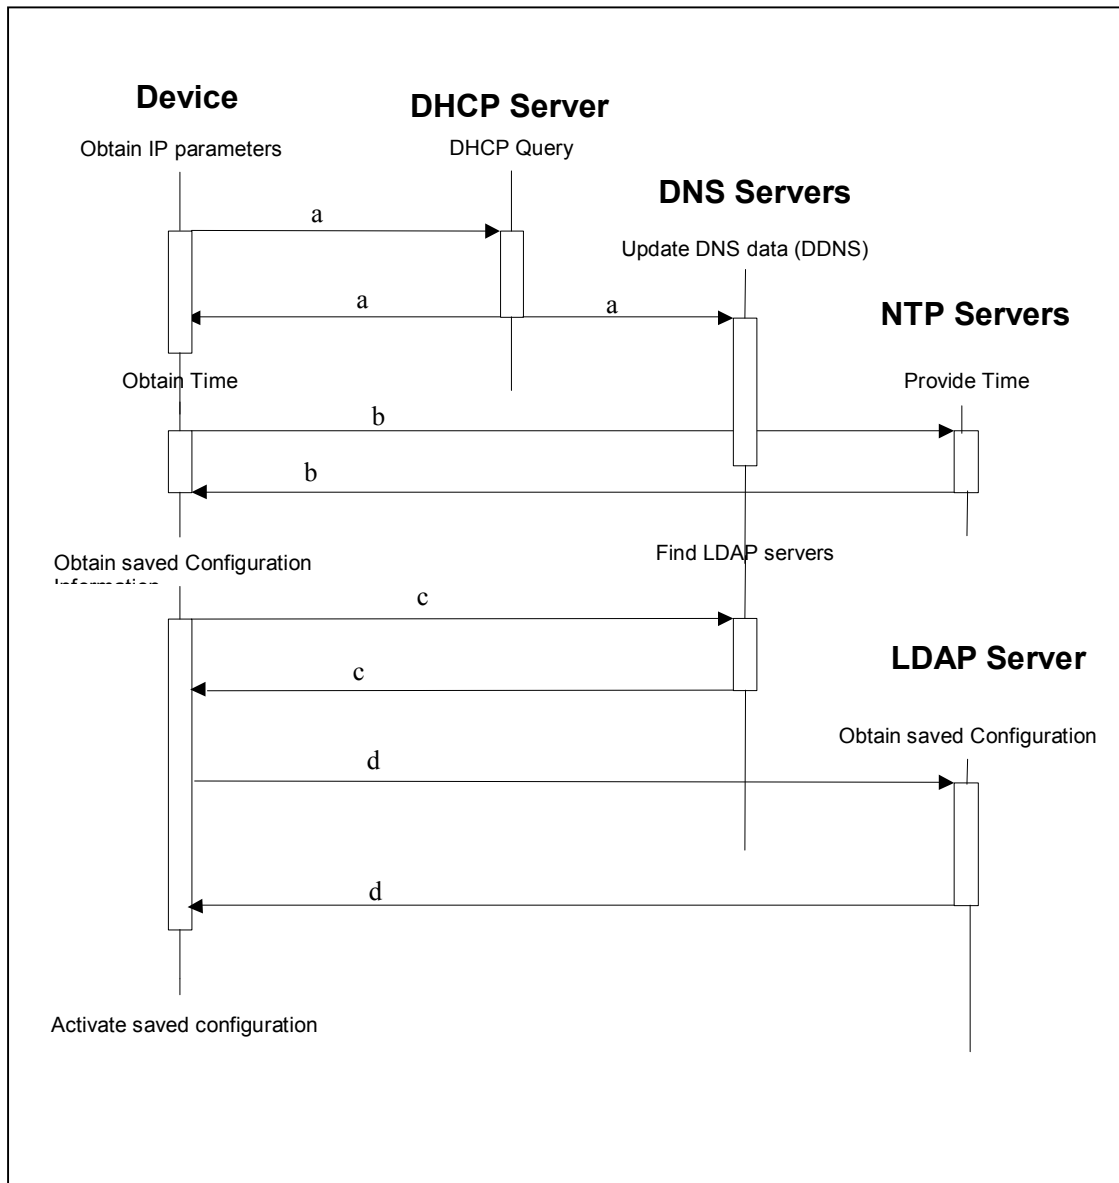 Device
DHCP Server
Obtain IP parameters
DHCP Query
DNS Servers
a
Update DNS data (DDNS)
a
a
NTP Servers
Obtain Time
Provide Time
b
b
Obtain saved Configuration
Information
Find LDAP servers
c
LDAP Server
c
Obtain saved Configuration
d
d
Activate saved configuration